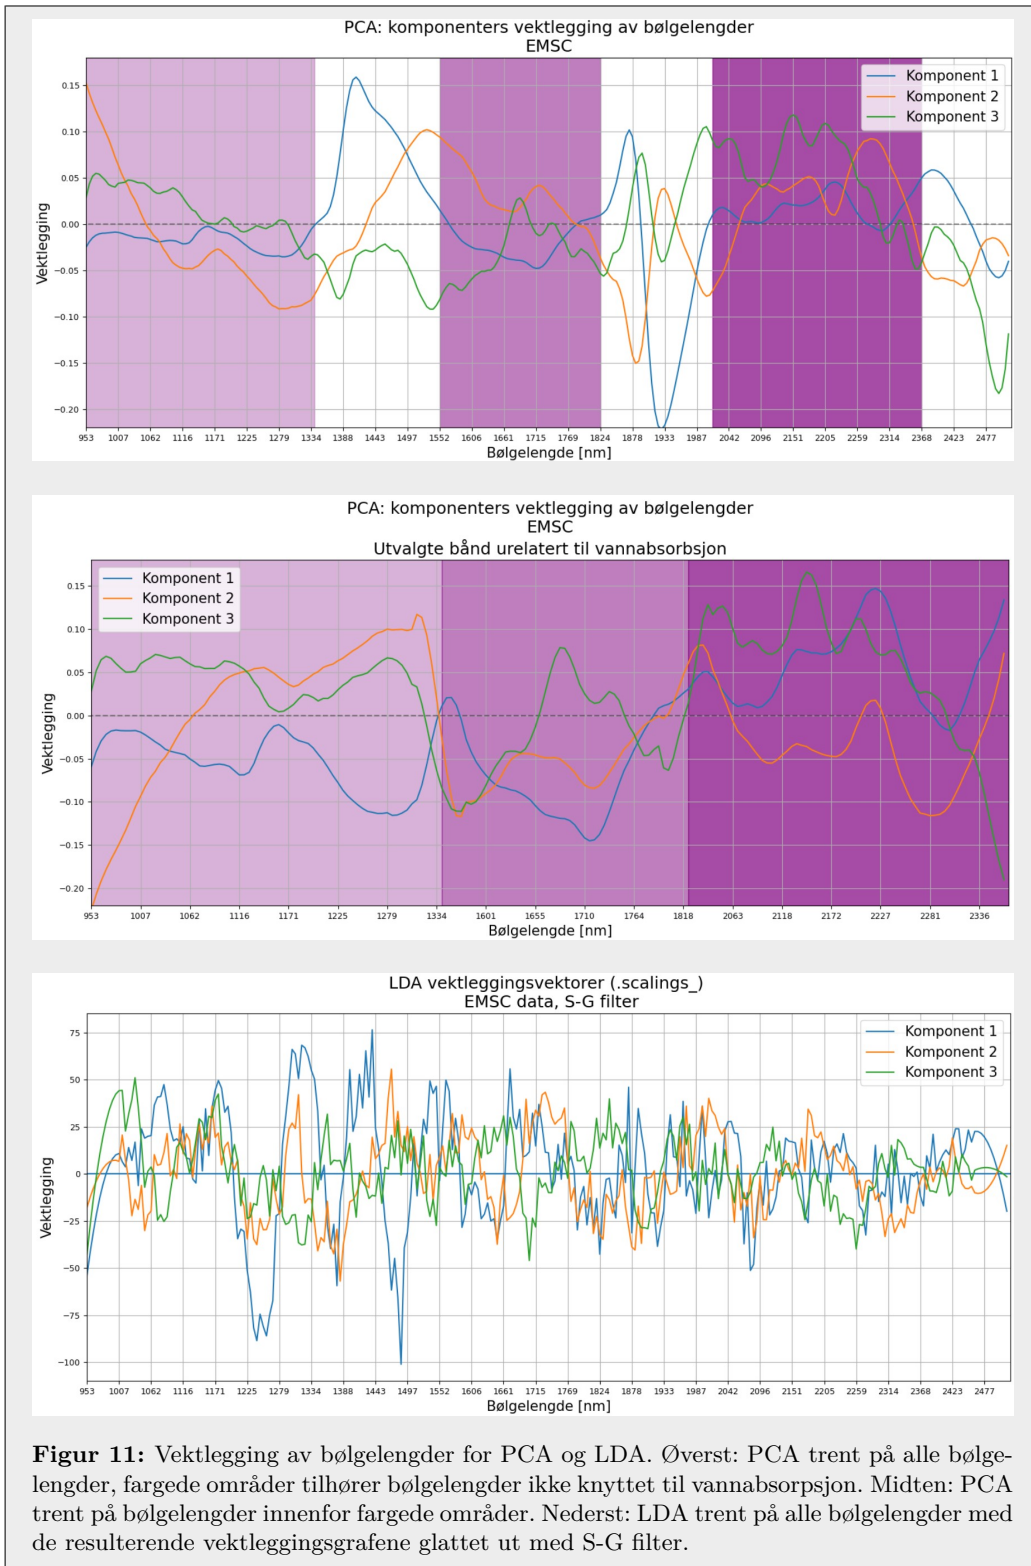 PCA: komponenters vektlegging av bølgelengder
EMSC
Komponent 1
Komponent 2
Komponent 3
Vektlegging
0.15
0.10
0.05
0.00
−0.05
−0.10
−0.15
−0.20
953 1007 1062 1116 1171 1225 1279 1334 1388 1443 1497 1552 1606 1661 1715 1769 1824 1878 1933 1987 2042 2096 2151 2205 2259 2314 2368 2423 2477
Bølgelengde [nm]
PCA: komponenters vektlegging av bølgelengder
EMSC
Utvalgte bånd urelatert til vannabsorbsjon
Komponent 1
Komponent 2
Komponent 3
Vektlegging
0.15
0.10
0.05
0.00
−0.05
−0.10
−0.15
−0.20
953 1007 1062 1116 1171 1225 1279 1334 1601 1655 1710 1764 1818 2063 2118 2172 2227 2281 2336
Bølgelengde [nm]
LDA vektleggingsvektorer (.scalings_)
EMSC data, S-G filter
Komponent 1
Komponent 2
Komponent 3
Vektlegging
75
50
25
0
−25
−50
−75
−100
953 1007 1062 1116 1171 1225 1279 1334 1388 1443 1497 1552 1606 1661 1715 1769 1824 1878 1933 1987 2042 2096 2151 2205 2259 2314 2368 2423 2477
Bølgelengde [nm]
Figur 11: Vektlegging av bølgelengder for PCA og LDA. Øverst: PCA trent på alle bølge-
lengder, fargede områder tilhører bølgelengder ikke knyttet til vannabsorpsjon. Midten: PCA
trent på bølgelengder innenfor fargede områder. Nederst: LDA trent på alle bølgelengder med
de resulterende vektleggingsgrafene glattet ut med S-G filter.